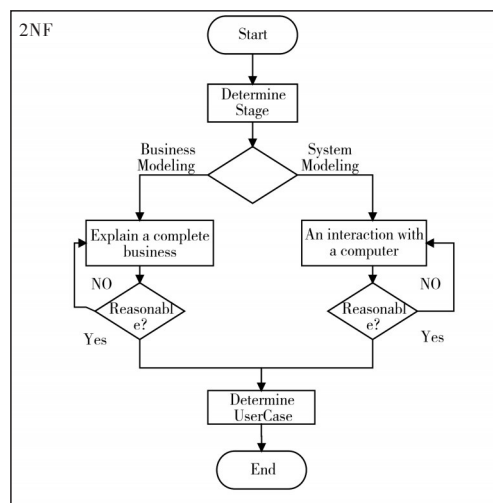 2NF
Start
Determine
Stage
Business
Modeling
System
Modeling
Explain a complete
business
An interaction with
a computer
NO
NO
Reasonabl
e?
Reasonabl
e?
Yes
Yes
Determine
UserCase
End